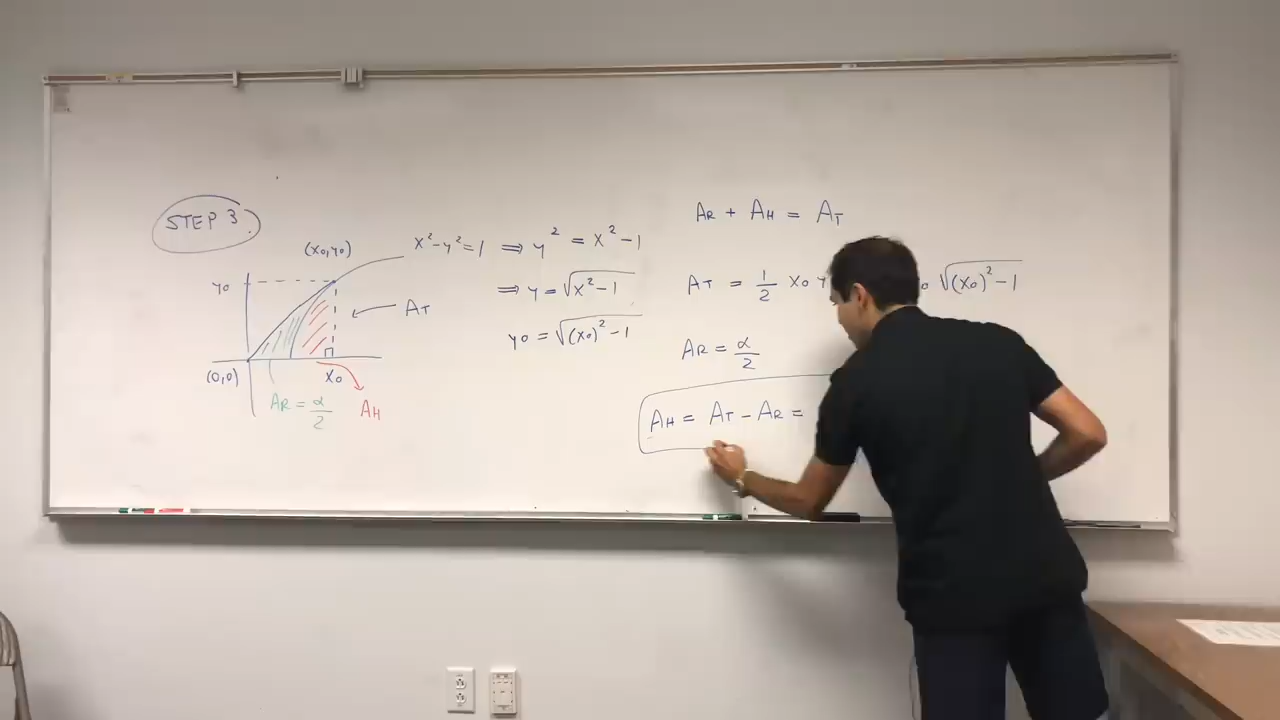 STEP 3
(x0,y0)
y0
(0,0)
x0
AT
AR = α/2
AH
x² - y² = 1 ⟹ y² = x² - 1
⟹ y = √(x² - 1)
y0 = √((x0)² - 1)
AR + AH = AT
AT = 1/2 x0 √((x0)² - 1)
AR = α/2
AH = AT - AR =